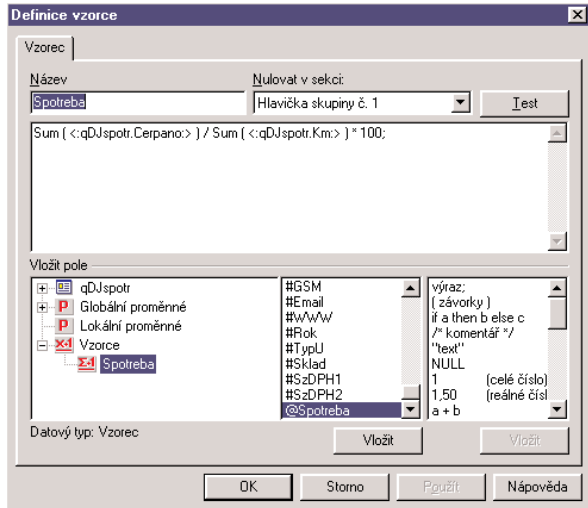 Definice vzorce
Vzorec
Název
Nulovat v sekci:
Spotreba
Hlavička skupiny č. 1
Test
Sum ( <:qDJspotr.Cerpano:> ) / Sum ( <:qDJspotr.Km:> ) * 100;
Vložit pole
qDJspotr
Globální proměnné
Lokální proměnné
Vzorce
Spotreba
#GSM
#Email
#WWW
#Rok
#TypU
#Sklad
#SzDPH1
#SzDPH2
@Spotreba
výraz;
( závorky )
if a then b else c
/* komentář */
"text"
NULL
1 (celé číslo)
1,50 (reálné čísl
a + b
Datový typ: Vzorec
Vložit
Vložit
OK
Storno
Použít
Nápověda